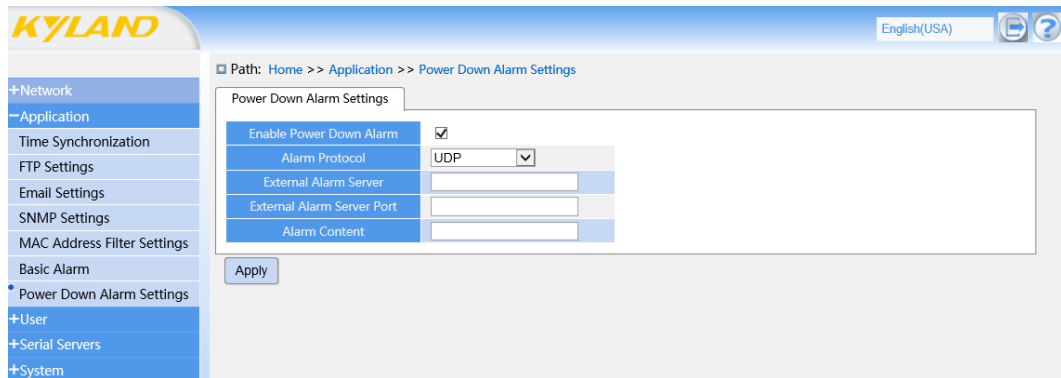 KYLAND
English(USA)
Path: Home >> Application >> Power Down Alarm Settings
+Network
−Application
Time Synchronization
FTP Settings
Email Settings
SNMP Settings
MAC Address Filter Settings
Basic Alarm
Power Down Alarm Settings
+User
+Serial Servers
+System
Power Down Alarm Settings
Enable Power Down Alarm
Alarm Protocol UDP
External Alarm Server
External Alarm Server Port
Alarm Content
Apply